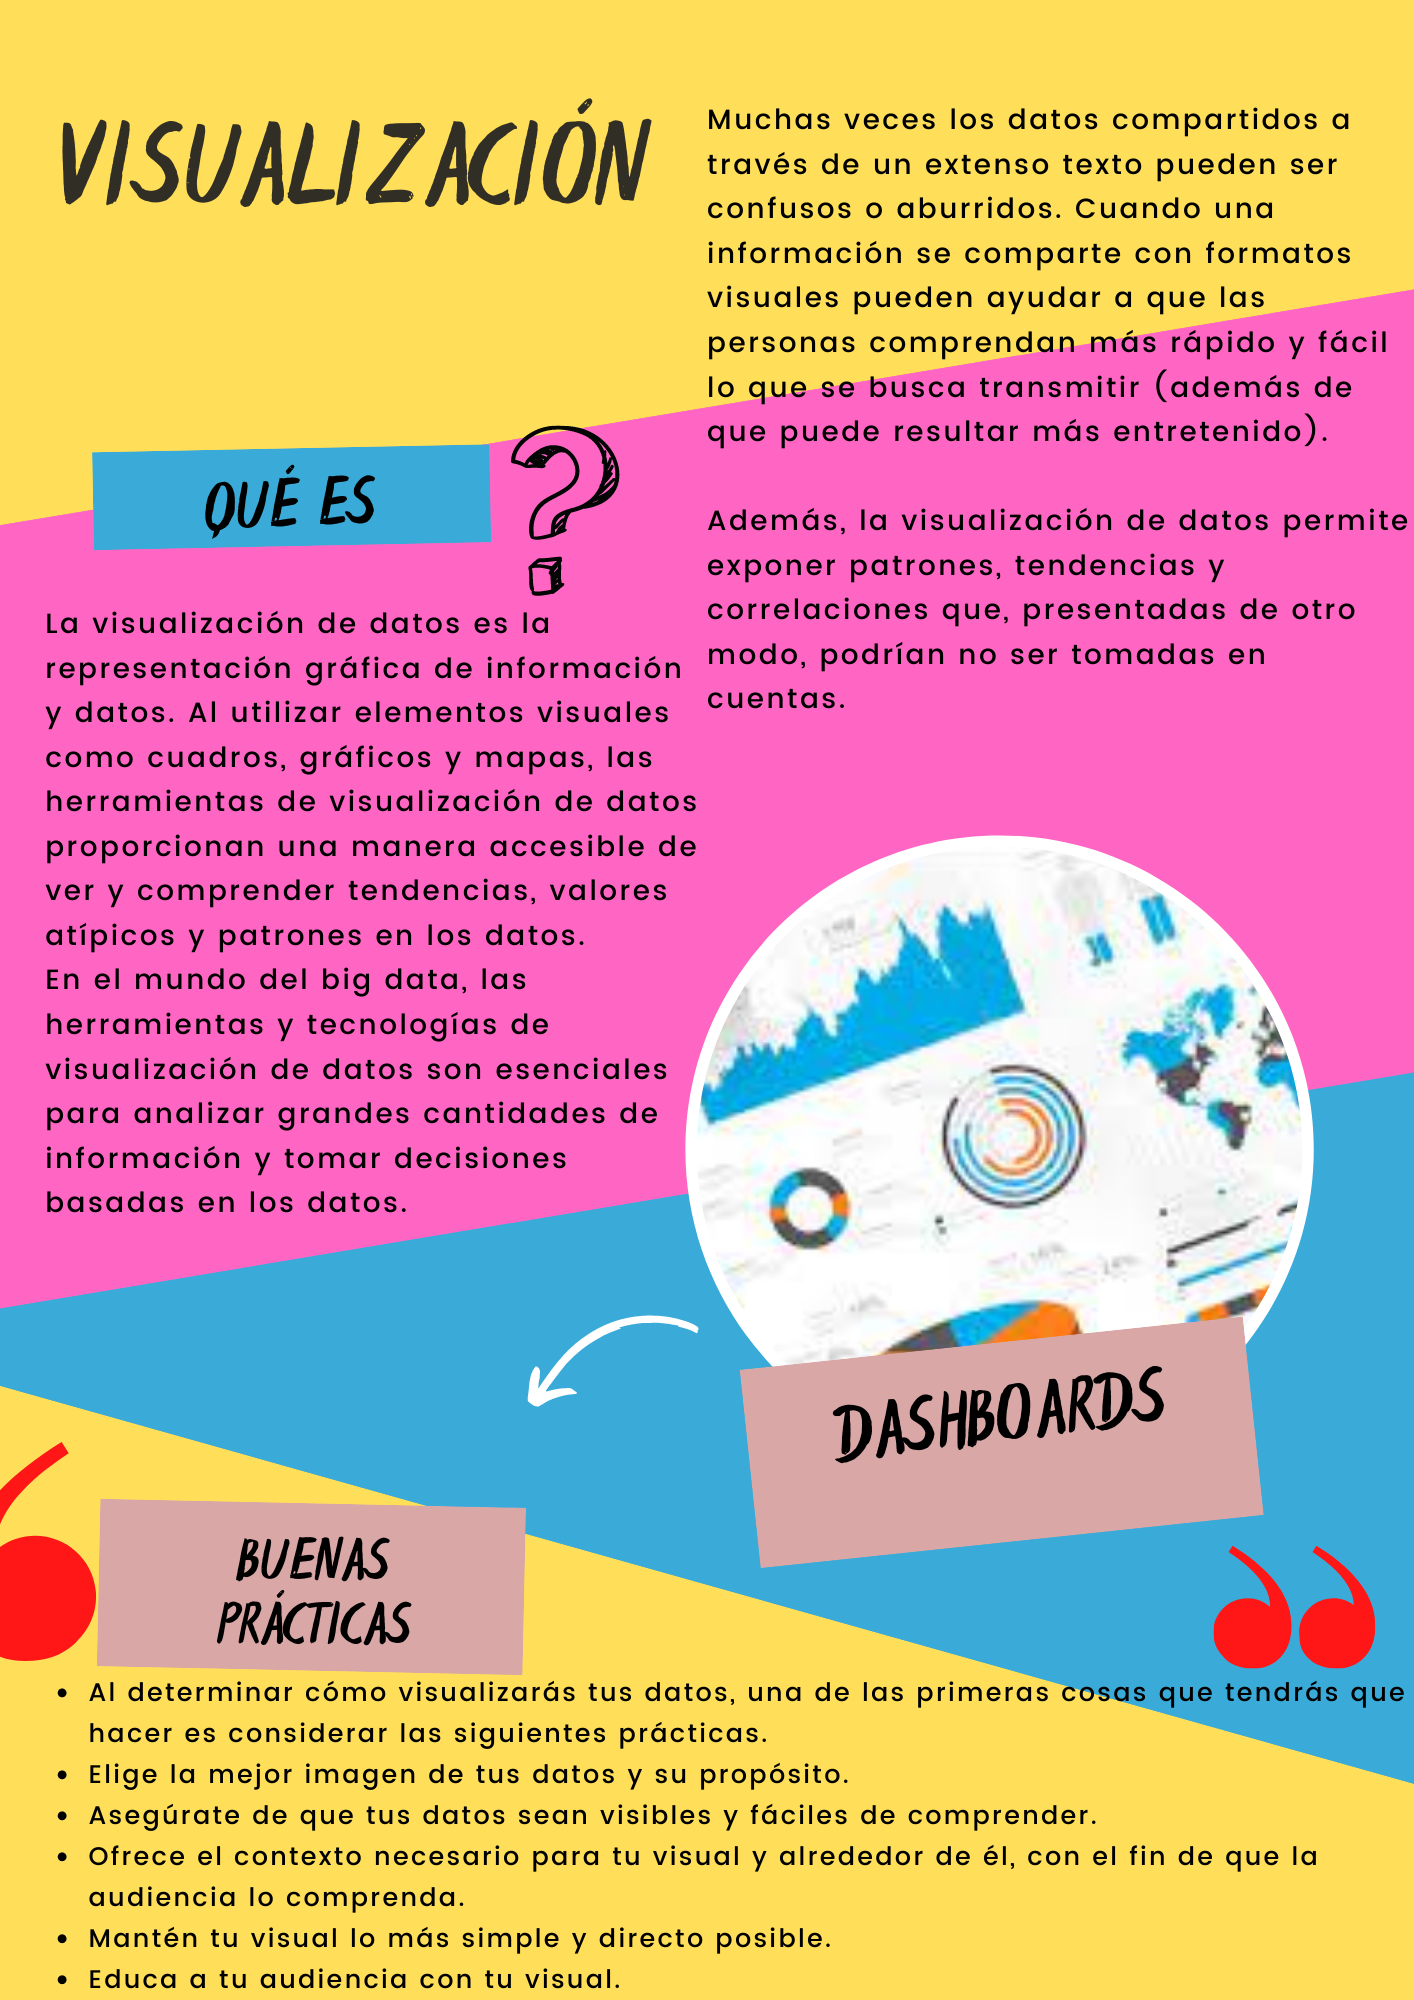 VISUALIZACIÓN
QUÉ ES
?
La visualización de datos es la
representación gráfica de información
y datos. Al utilizar elementos visuales
como cuadros, gráficos y mapas, las
herramientas de visualización de datos
proporcionan una manera accesible de
ver y comprender tendencias, valores
atípicos y patrones en los datos.
En el mundo del big data, las
herramientas y tecnologías de
visualización de datos son esenciales
para analizar grandes cantidades de
información y tomar decisiones
basadas en los datos.
Muchas veces los datos compartidos a
través de un extenso texto pueden ser
confusos o aburridos. Cuando una
información se comparte con formatos
visuales pueden ayudar a que las
personas comprendan más rápido y fácil
lo que se busca transmitir (además de
que puede resultar más entretenido).
Además, la visualización de datos permite
exponer patrones, tendencias y
correlaciones que, presentadas de otro
modo, podrían no ser tomadas en
cuentas.
DASHBOARDS
BUENAS
PRÁCTICAS
• Al determinar cómo visualizarás tus datos, una de las primeras cosas que tendrás que
hacer es considerar las siguientes prácticas.
• Elige la mejor imagen de tus datos y su propósito.
• Asegúrate de que tus datos sean visibles y fáciles de comprender.
• Ofrece el contexto necesario para tu visual y alrededor de él, con el fin de que la
audiencia lo comprenda.
• Mantén tu visual lo más simple y directo posible.
• Educa a tu audiencia con tu visual.